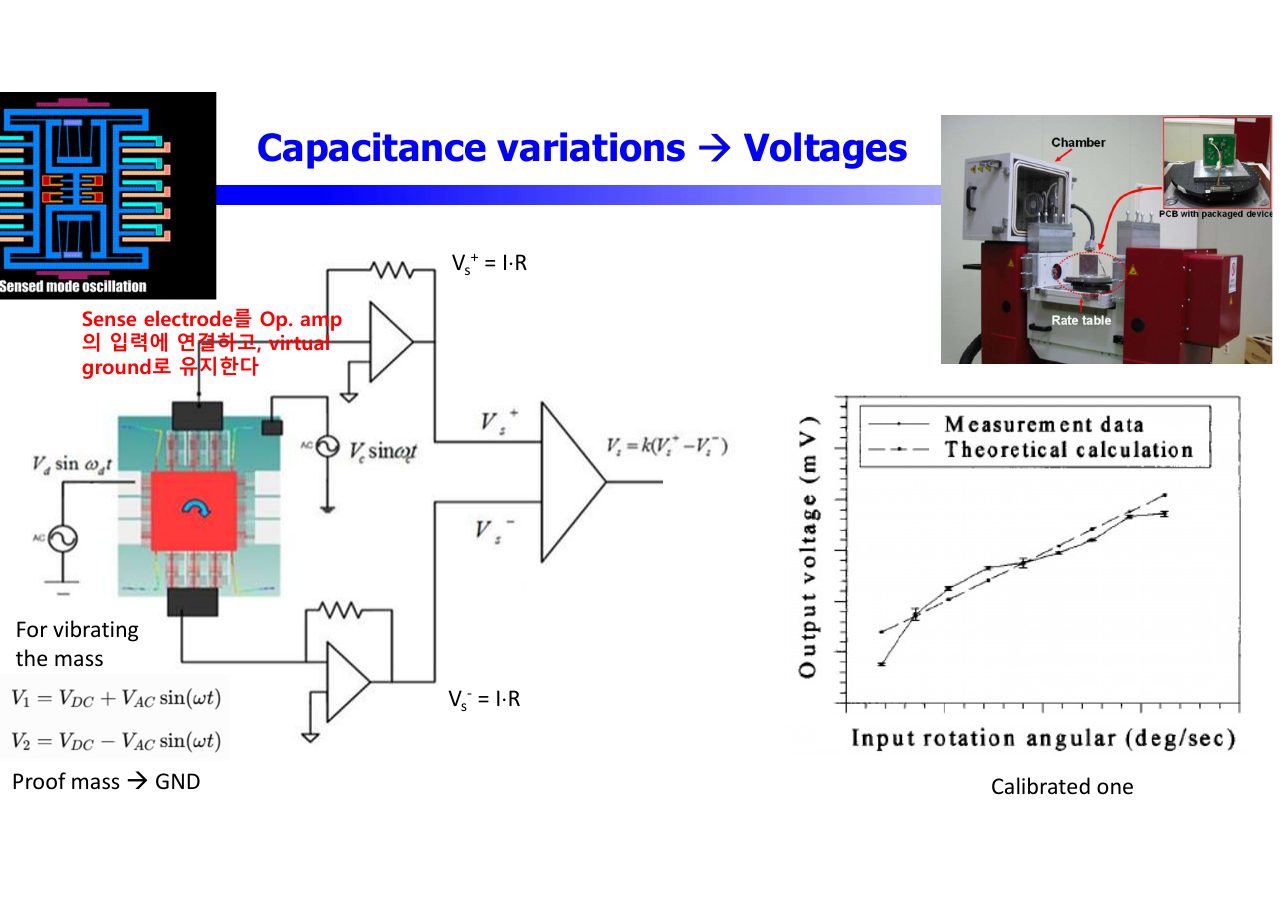 Capacitance variations → Voltages
Sensed mode oscillation
Chamber
PCB with packaged device
Rate table
Vs+ = I·R
Sense electrode를 Op. amp
의 입력에 연결하고, virtual
ground로 유지한다
Vd sin ωdt
AC
AC
Vc sinωct
Vs+
Vs = k(Vs+ − Vs−)
Vs−
For vibrating
the mass
V1 = VDC + VAC sin(ωt)
V2 = VDC − VAC sin(ωt)
Proof mass → GND
Vs- = I·R
Measurement data
Theoretical calculation
Output voltage (mV)
Input rotation angular (deg/sec)
Calibrated one